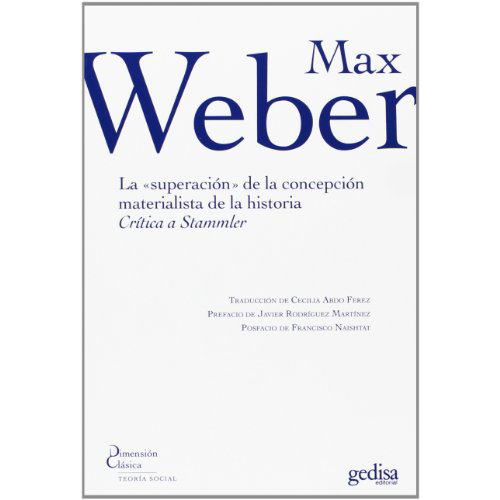 Max
Weber
La «superación» de la concepción
materialista de la historia
Crítica a Stammler
Traducción de Cecilia Abdo Ferez
Prefacio de Javier Rodríguez Martínez
Posfacio de Francisco Naishtat
Dimensión
Clásica
TEORÍA SOCIAL
gedisa
editorial